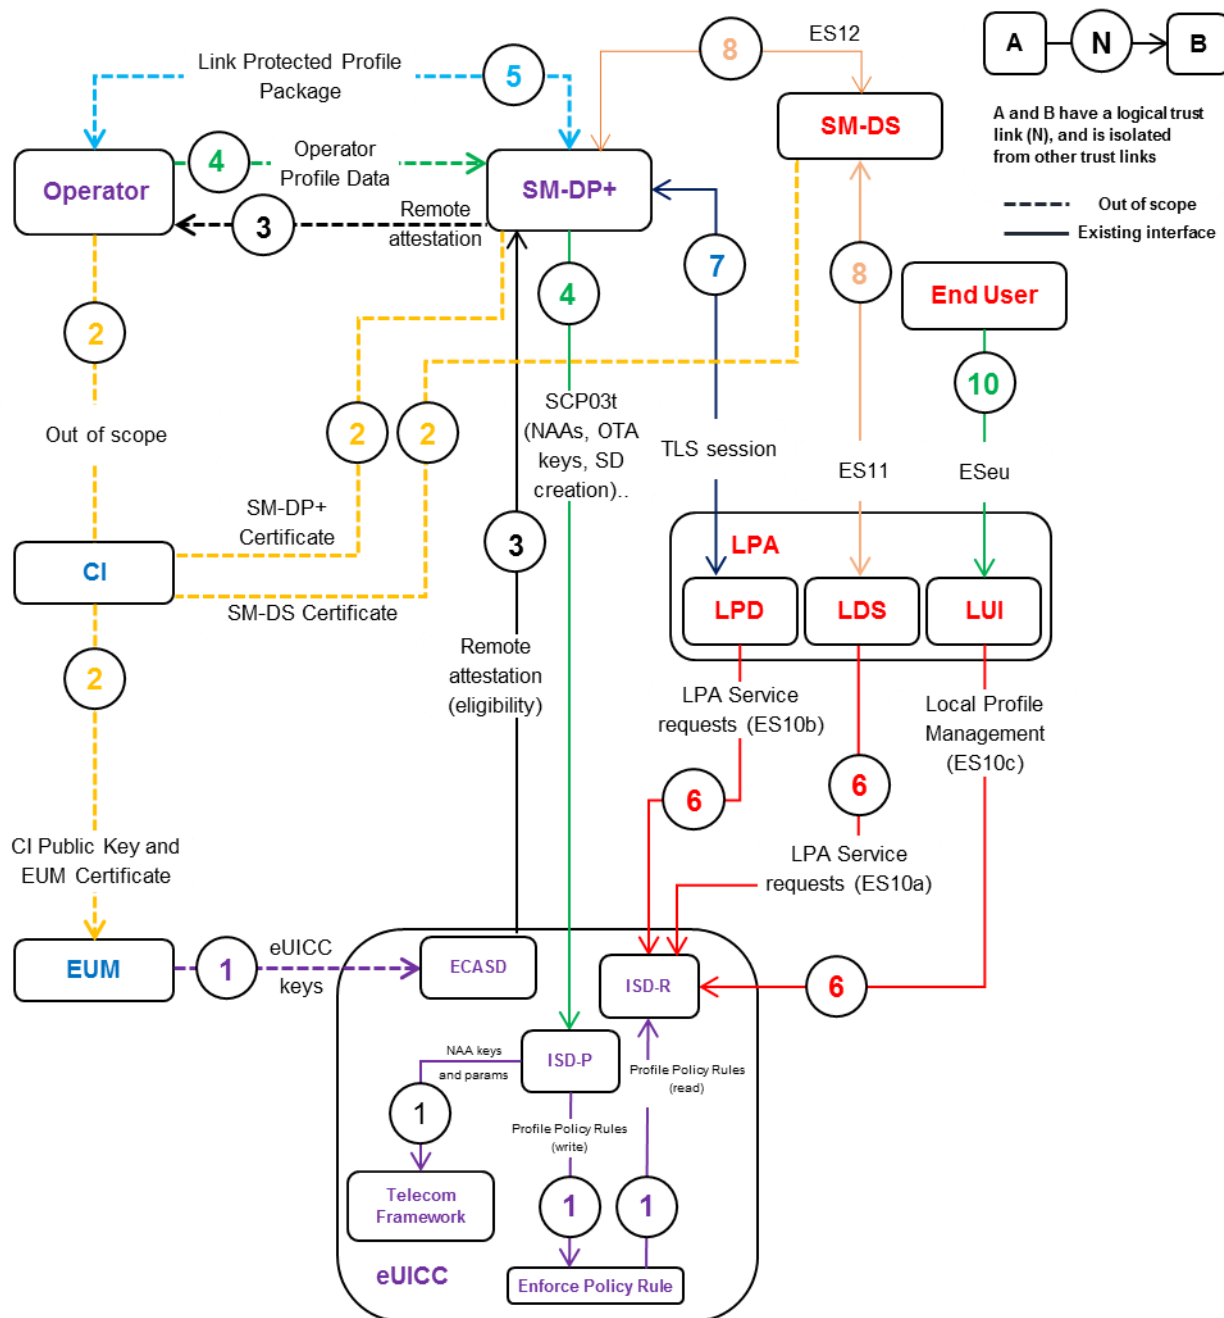 8
ES12
A
N
B
Link Protected Profile
Package
5
SM-DS
A and B have a logical trust
link (N), and is isolated
from other trust links
4
Operator
Profile Data
Operator
SM-DP+
Out of scope
Existing interface
3
Remote
attestation
7
8
End User
4
2
10
SCP03t
(NAAs, OTA
keys, SD
creation)..
2
2
Out of scope
TLS session
ES11
ESeu
SM-DP+
Certificate
3
LPA
CI
SM-DS Certificate
LPD
LDS
LUI
2
Remote
attestation
(eligibility)
LPA Service
requests (ES10b)
Local Profile
Management
(ES10c)
6
6
CI Public Key and
EUM Certificate
LPA Service
requests (ES10a)
EUM
1
eUICC
keys
ECASD
ISD-R
6
NAA keys
and params
ISD-P
Profile Policy Rules
(read)
1
Profile Policy Rules
(write)
Telecom
Framework
1
1
eUICC
Enforce Policy Rule